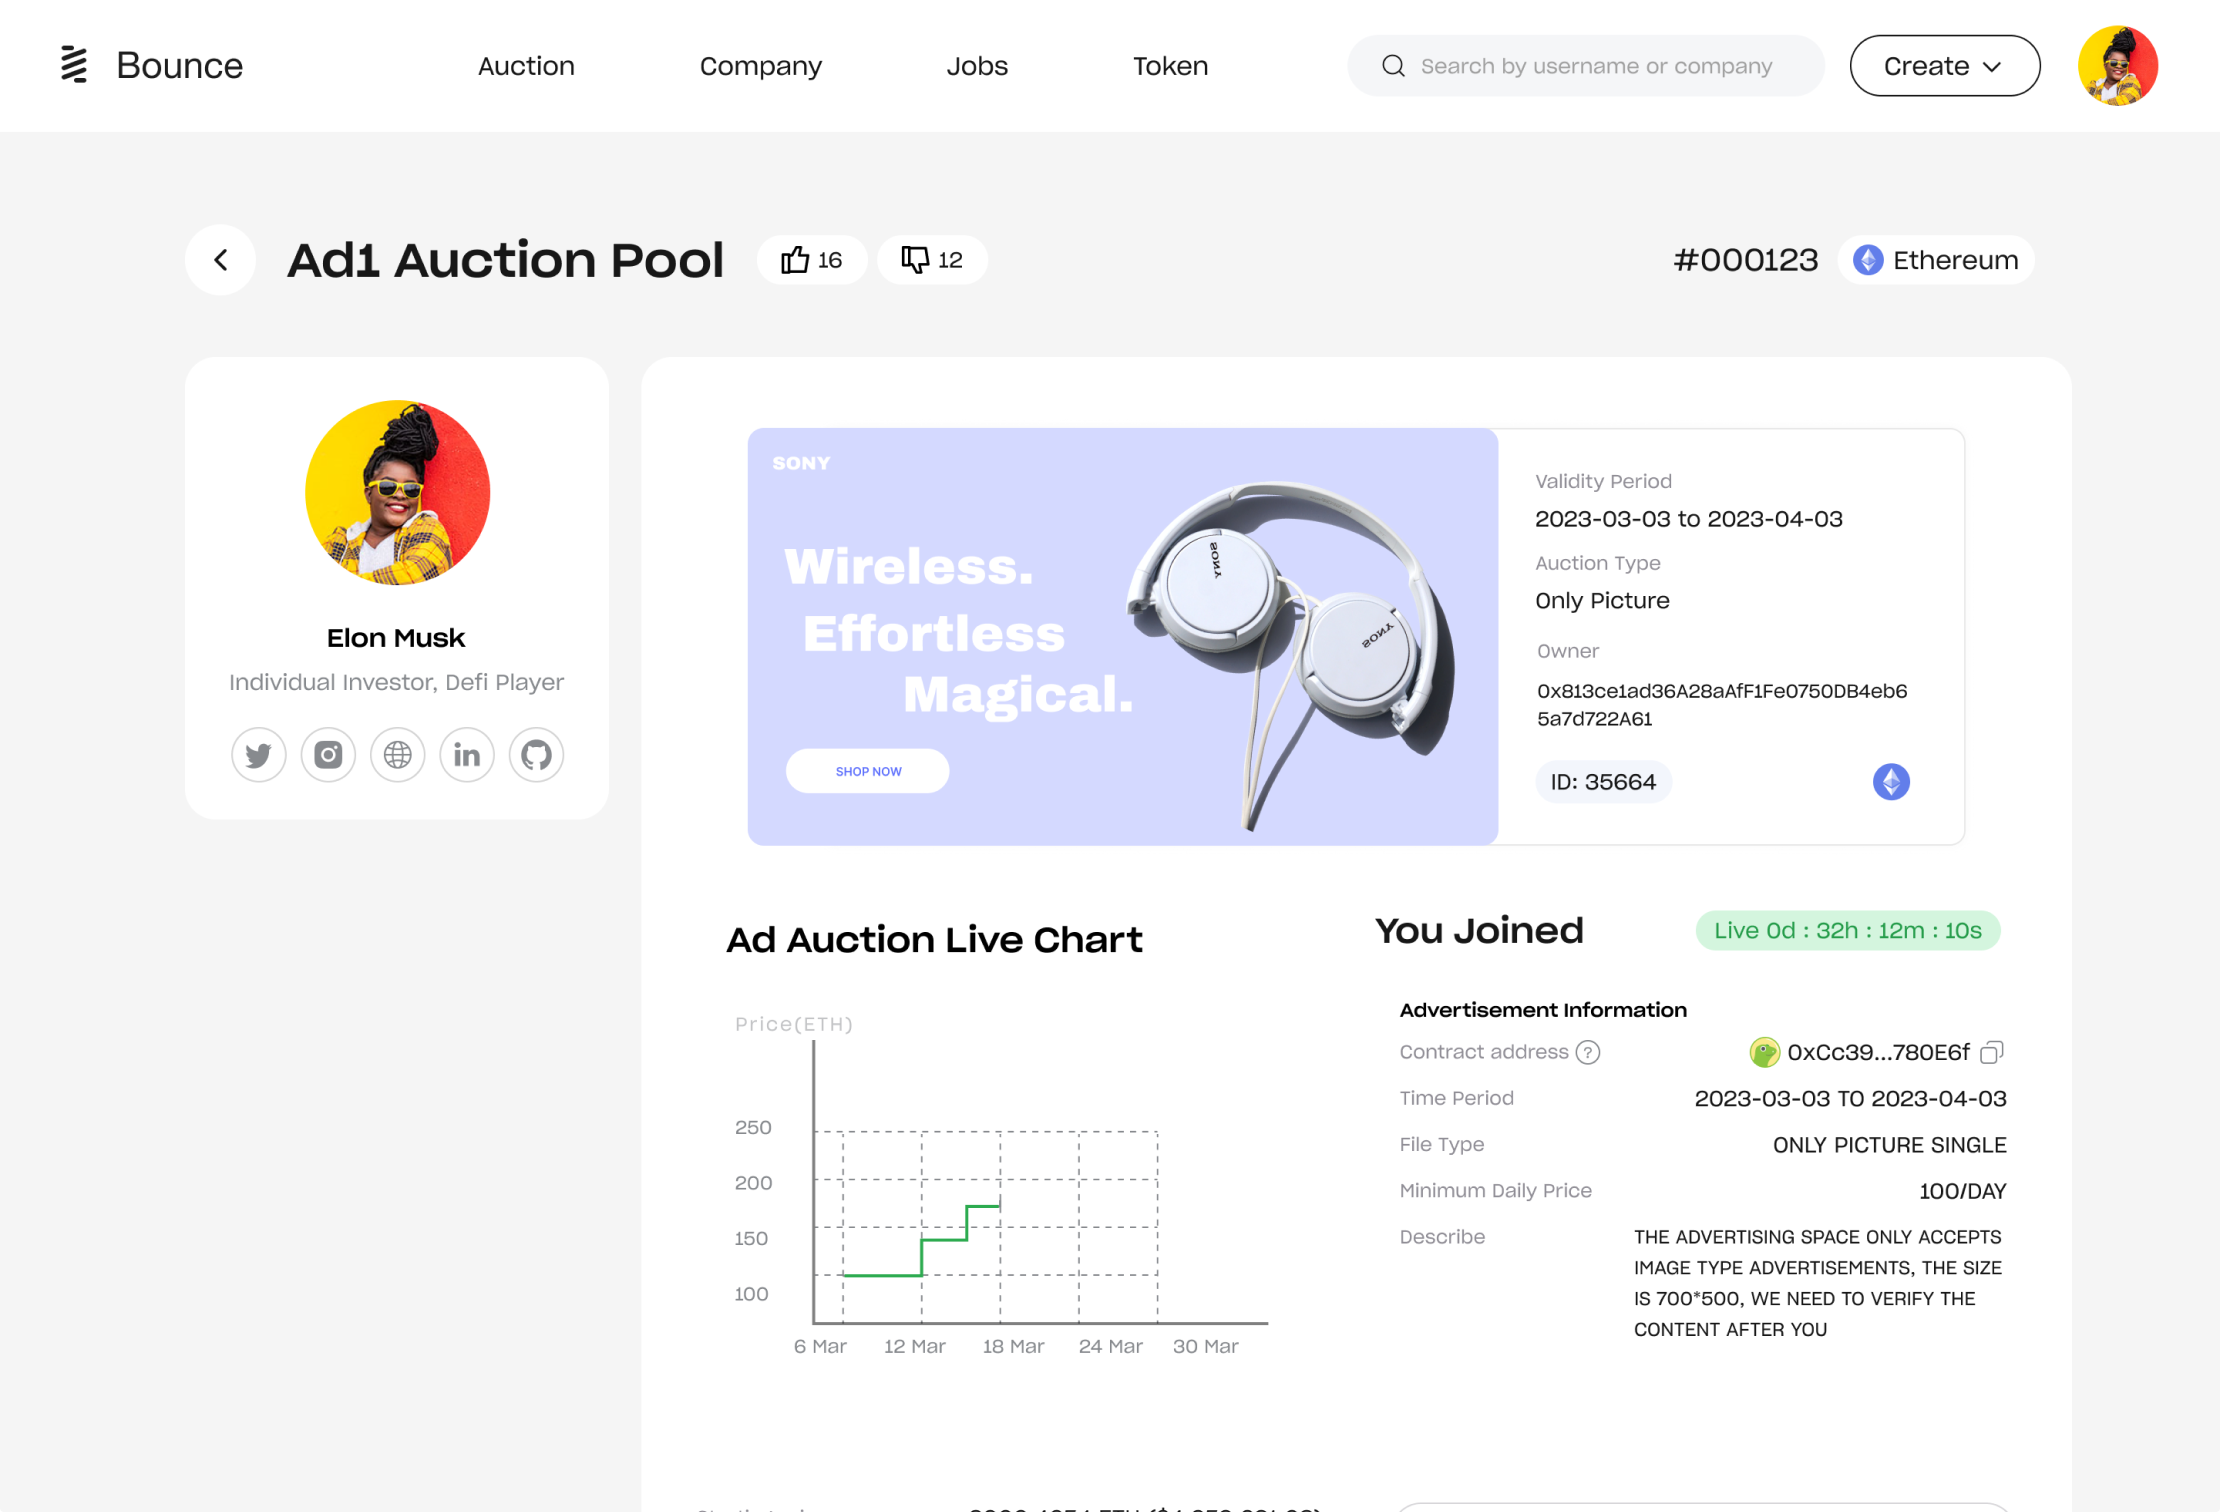 Bounce
Auction
Company
Jobs
Token
Search by username or company
Create
Ad1 Auction Pool
16
12
#000123
Ethereum
Elon Musk
Individual Investor, Defi Player
in
SONY
Wireless.
Effortless
Magical.
SHOP NOW
SONY
SONY
Validity Period
2023-03-03 to 2023-04-03
Auction Type
Only Picture
Owner
0x813ce1ad36A28aAfF1Fe0750DB4eb6
5a7d722A61
ID: 35664
Ad Auction Live Chart
Price(ETH)
250
200
150
100
6 Mar
12 Mar
18 Mar
24 Mar
30 Mar
You Joined
Live 0d : 32h : 12m : 10s
Advertisement Information
Contract address ?
0xCc39...780E6f
Time Period
2023-03-03 TO 2023-04-03
File Type
ONLY PICTURE SINGLE
Minimum Daily Price
100/DAY
Describe
THE ADVERTISING SPACE ONLY ACCEPTS
IMAGE TYPE ADVERTISEMENTS, THE SIZE
IS 700*500, WE NEED TO VERIFY THE
CONTENT AFTER YOU